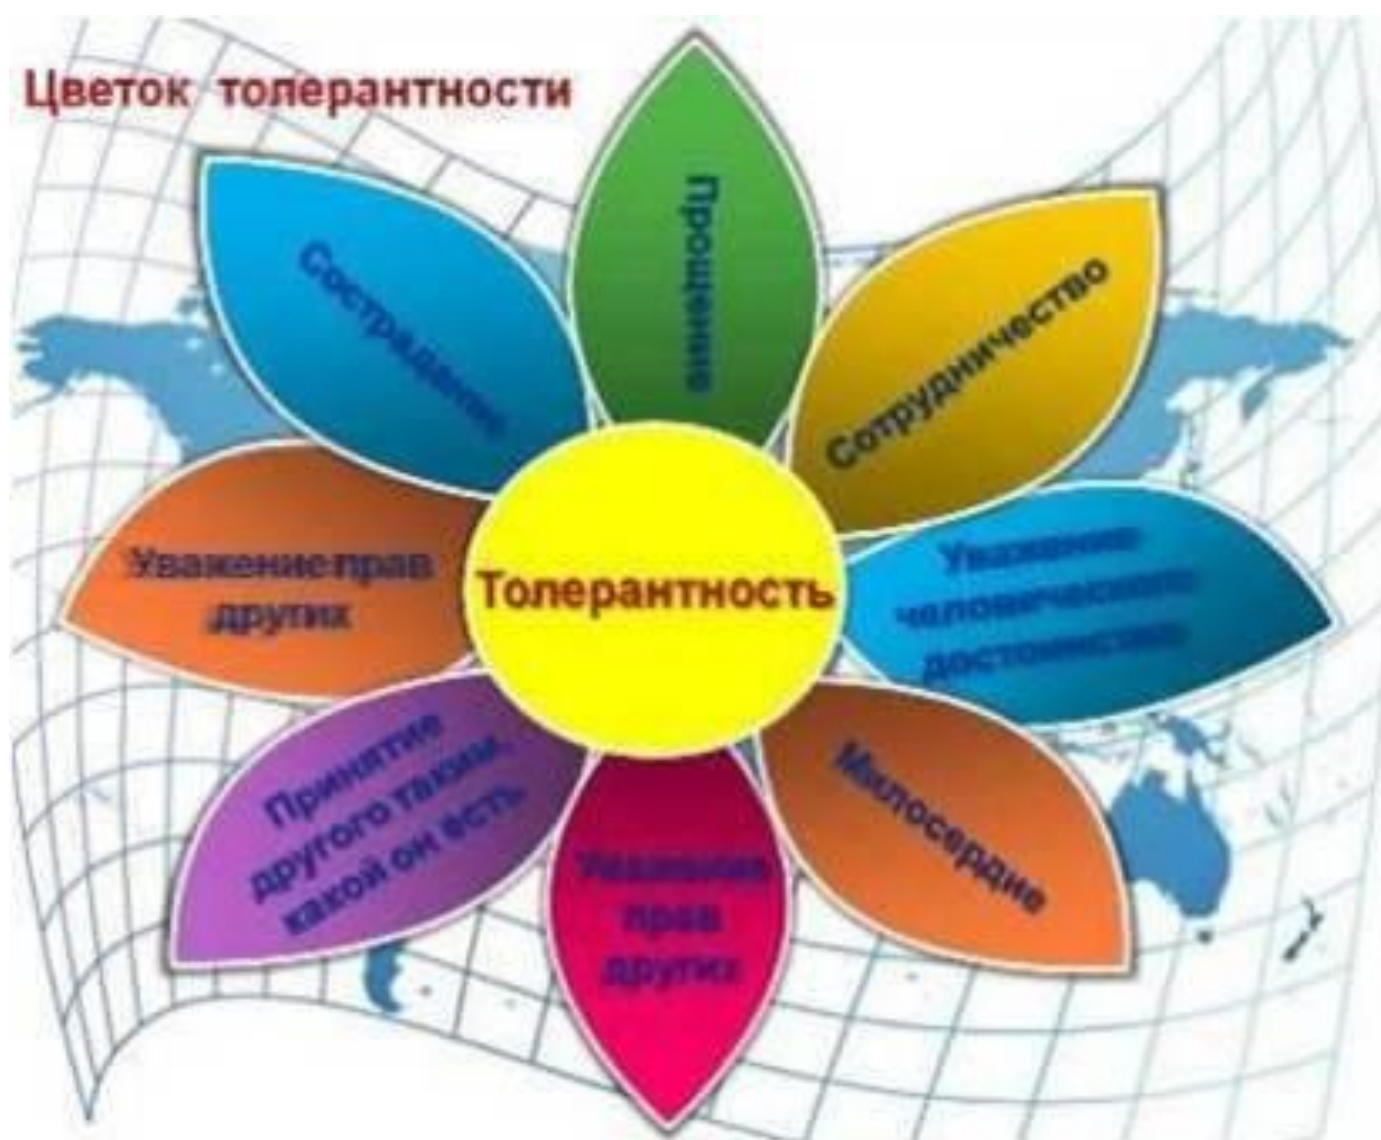 Цветок толерантности
Прощение
Сострадание
Сотрудничество
Уважение прав
других
Толерантность
Уважение
человеческого
достоинства
Принятие
другого таким,
какой он есть
Милосердие
Уважение
прав
других